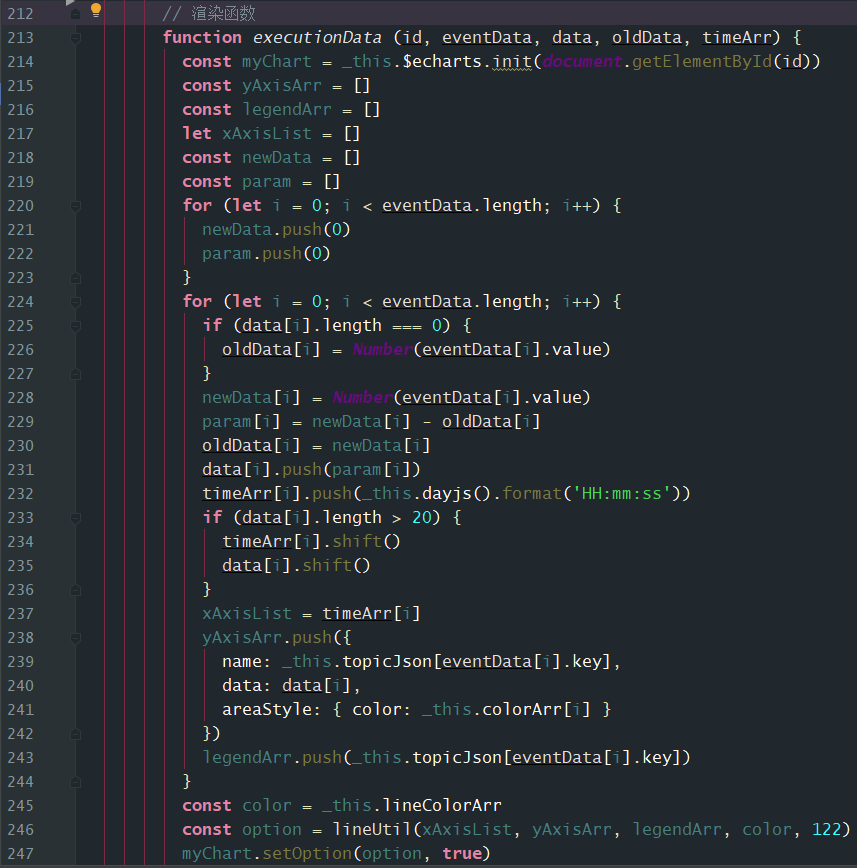 212 // 渲染函数
213 function executionData (id, eventData, data, oldData, timeArr) {
214 const myChart = _this.$echarts.init(document.getElementById(id))
215 const yAxisArr = []
216 const legendArr = []
217 let xAxisList = []
218 const newData = []
219 const param = []
220 for (let i = 0; i < eventData.length; i++) {
221 newData.push(0)
222 param.push(0)
223 }
224 for (let i = 0; i < eventData.length; i++) {
225 if (data[i].length === 0) {
226 oldData[i] = Number(eventData[i].value)
227 }
228 newData[i] = Number(eventData[i].value)
229 param[i] = newData[i] - oldData[i]
230 oldData[i] = newData[i]
231 data[i].push(param[i])
232 timeArr[i].push(_this.dayjs().format('HH:mm:ss'))
233 if (data[i].length > 20) {
234 timeArr[i].shift()
235 data[i].shift()
236 }
237 xAxisList = timeArr[i]
238 yAxisArr.push({
239 name: _this.topicJson[eventData[i].key],
240 data: data[i],
241 areaStyle: { color: _this.colorArr[i] }
242 })
243 legendArr.push(_this.topicJson[eventData[i].key])
244 }
245 const color = _this.lineColorArr
246 const option = lineUtil(xAxisList, yAxisArr, legendArr, color, 122)
247 myChart.setOption(option, true)